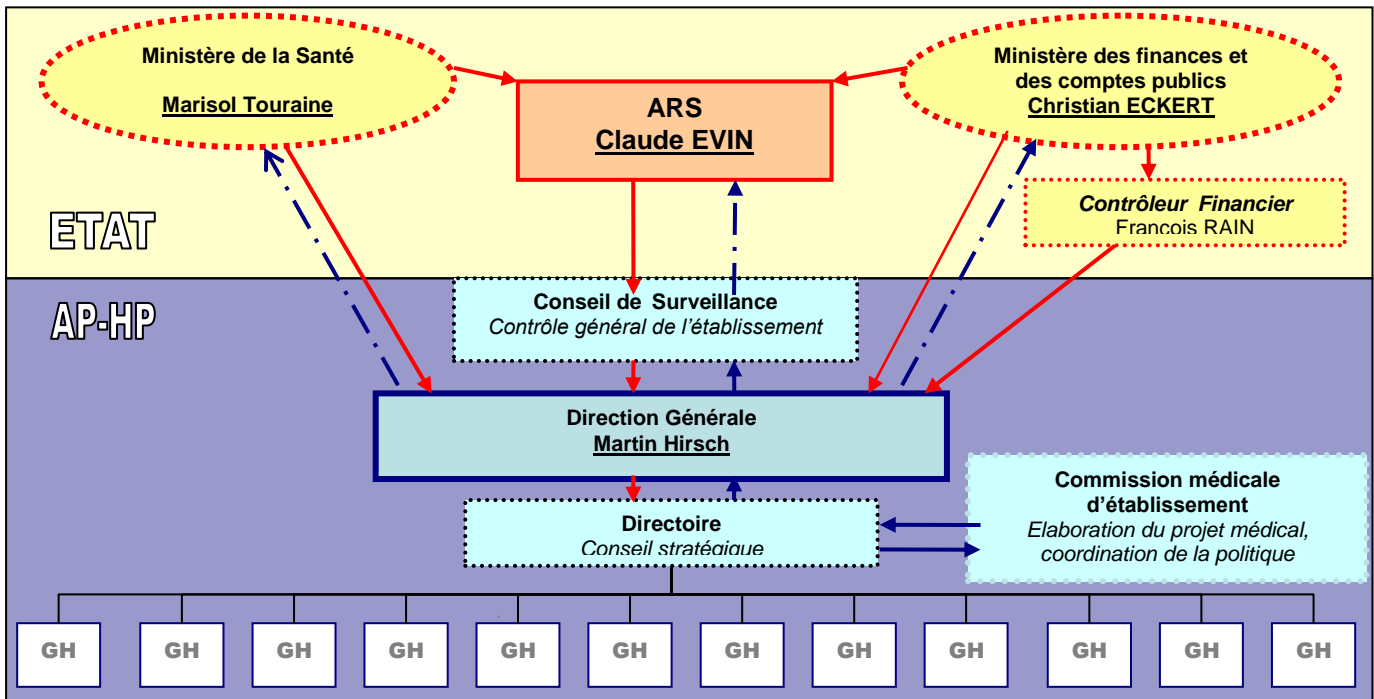 Ministère de la Santé
Marisol Touraine
ARS
Claude EVIN
Ministère des finances et
des comptes publics
Christian ECKERT
Contrôleur Financier
François RAIN
ETAT
AP-HP
Conseil de Surveillance
Contrôle général de l'établissement
Direction Générale
Martin Hirsch
Directoire
Conseil stratégique
Commission médicale
d'établissement
Elaboration du projet médical,
coordination de la politique
GH GH GH GH GH GH GH GH GH GH GH GH